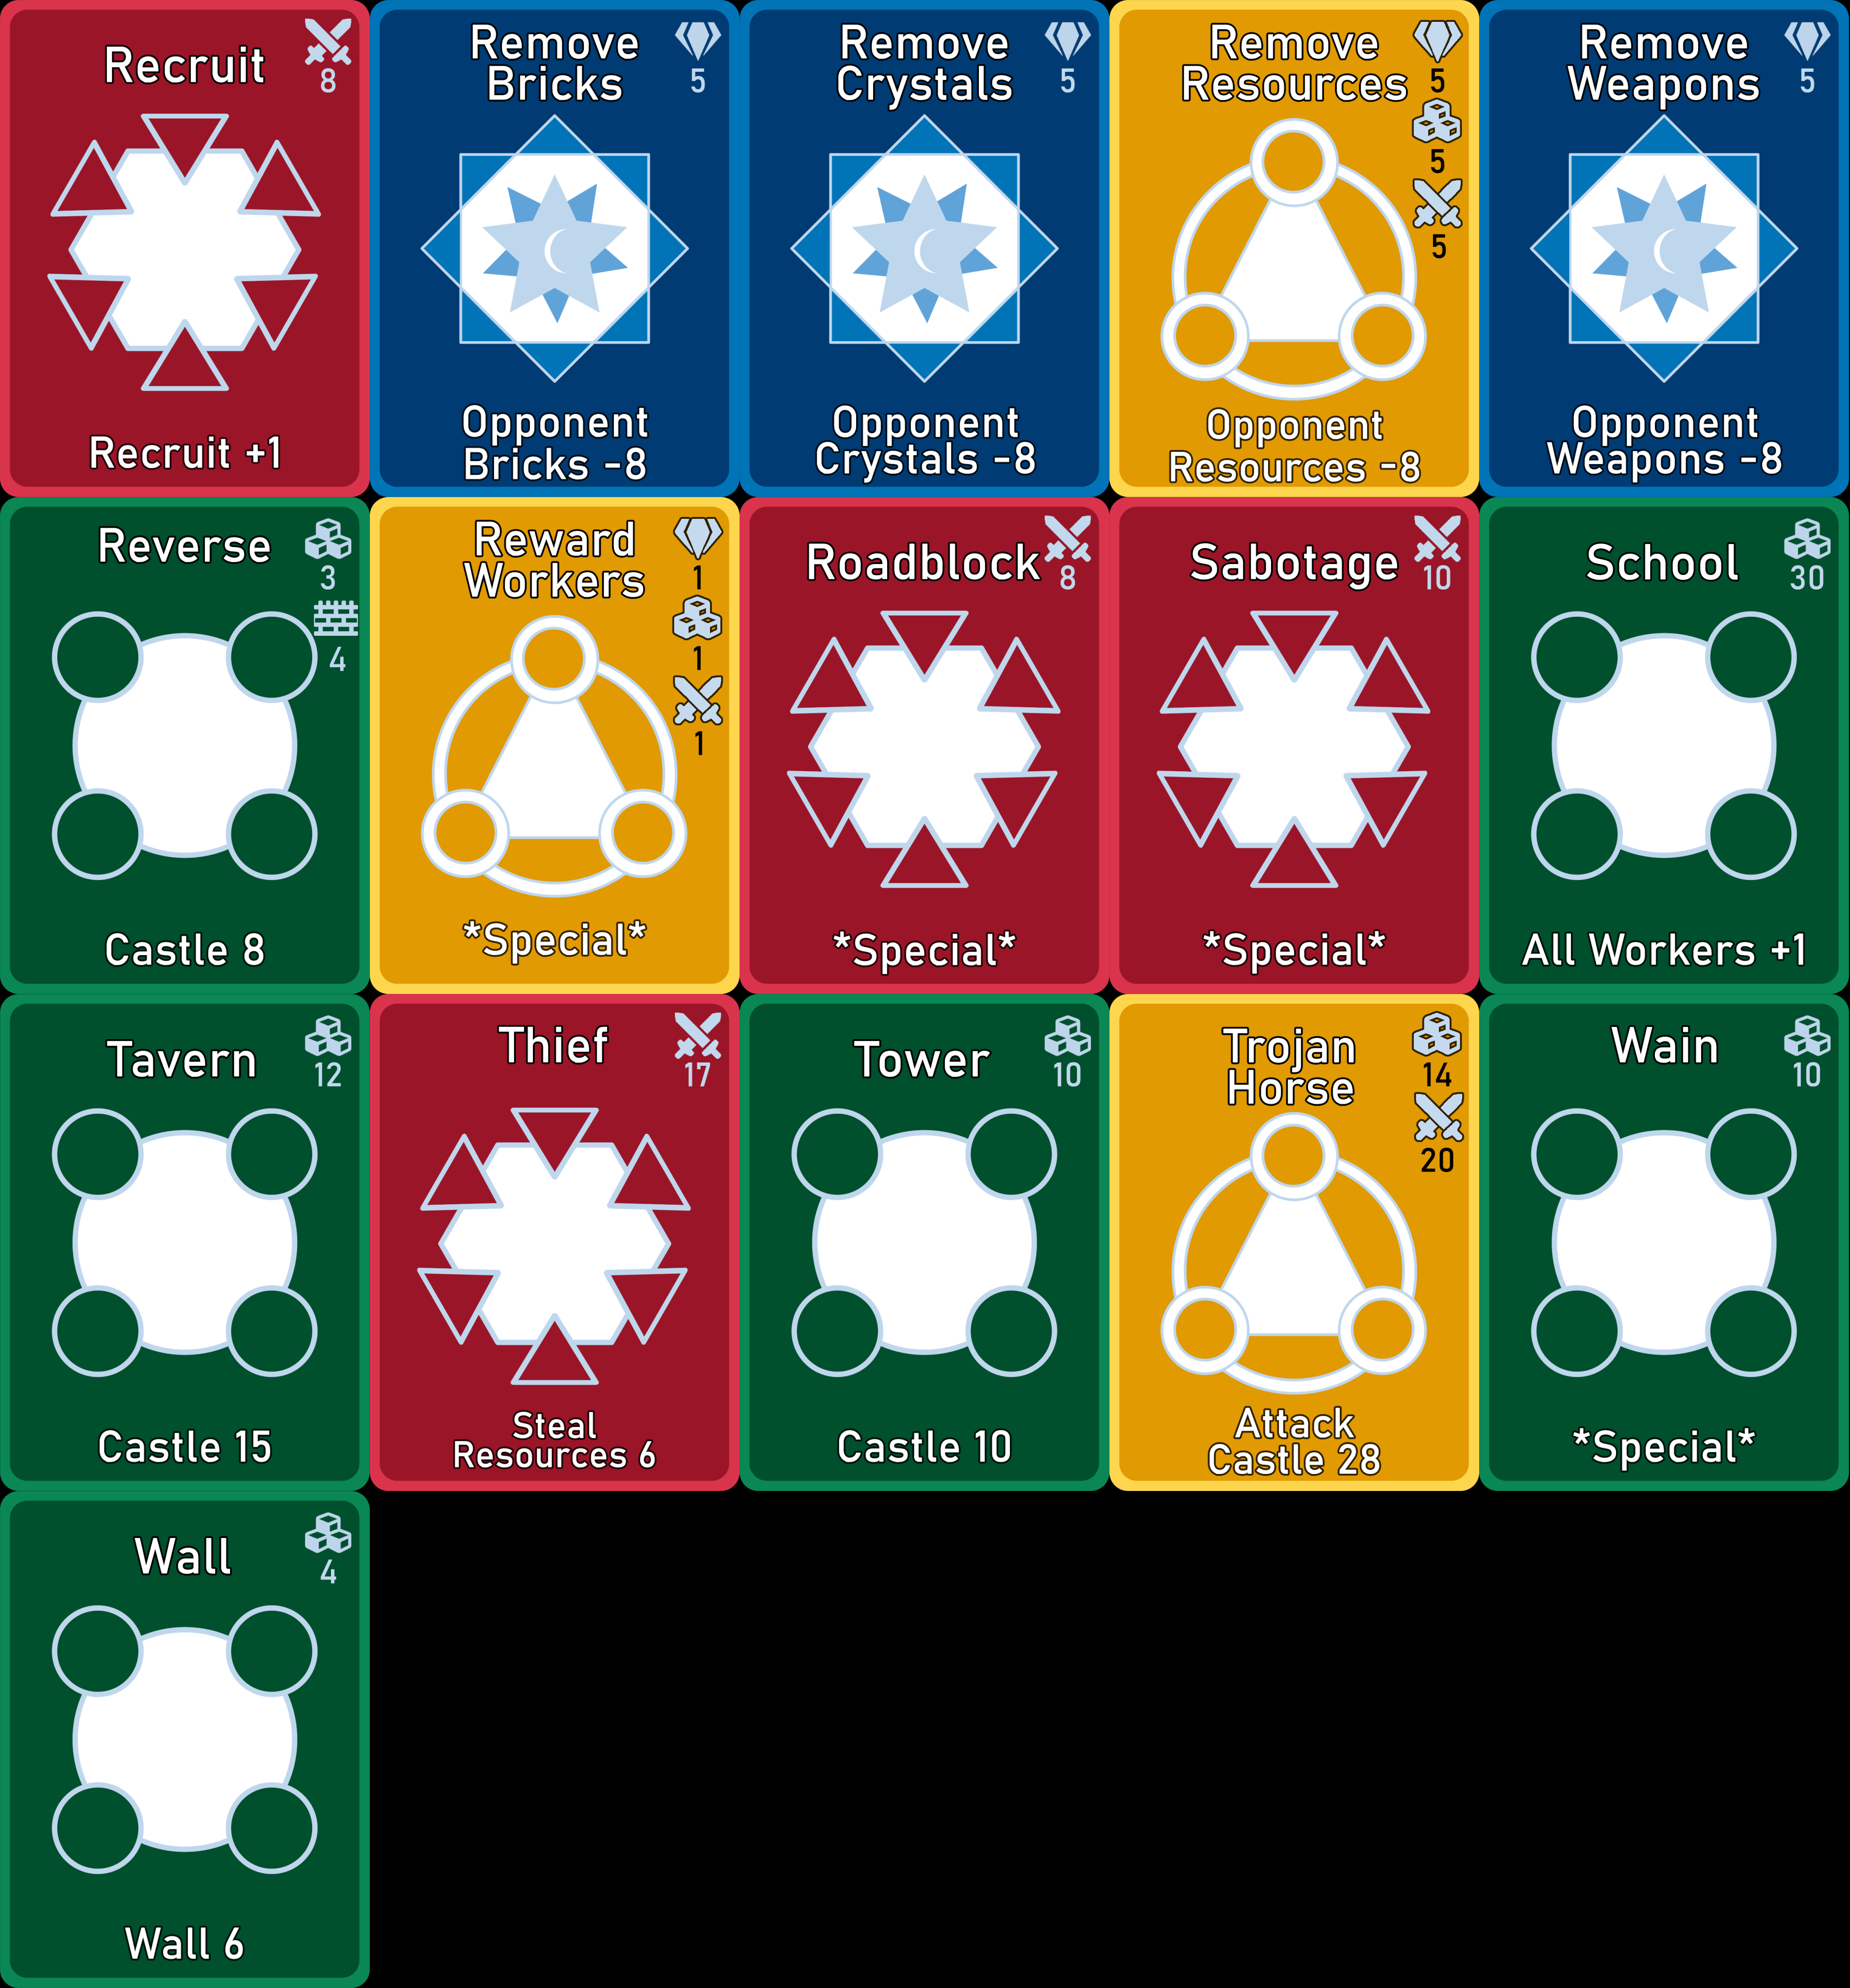 Recruit
8
Recruit +1
Remove
Bricks
5
Opponent
Bricks -8
Remove
Crystals
5
Opponent
Crystals -8
Remove
Resources
5
5
5
Opponent
Resources -8
Remove
Weapons
5
Opponent
Weapons -8
Reverse
3
4
Castle 8
Reward
Workers
1
1
1
*Special*
Roadblock
8
*Special*
Sabotage
10
*Special*
School
30
All Workers +1
Tavern
12
Castle 15
Thief
17
Steal
Resources 6
Tower
10
Castle 10
Trojan
Horse
14
20
Attack
Castle 28
Wain
10
*Special*
Wall
4
Wall 6